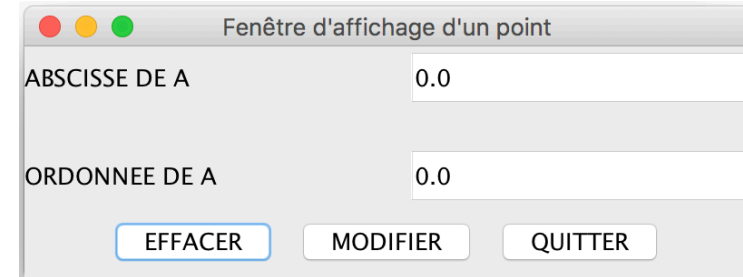 Fenêtre d'affichage d'un point
ABSCISSE DE A 0.0
ORDONNEE DE A 0.0
EFFACER MODIFIER QUITTER